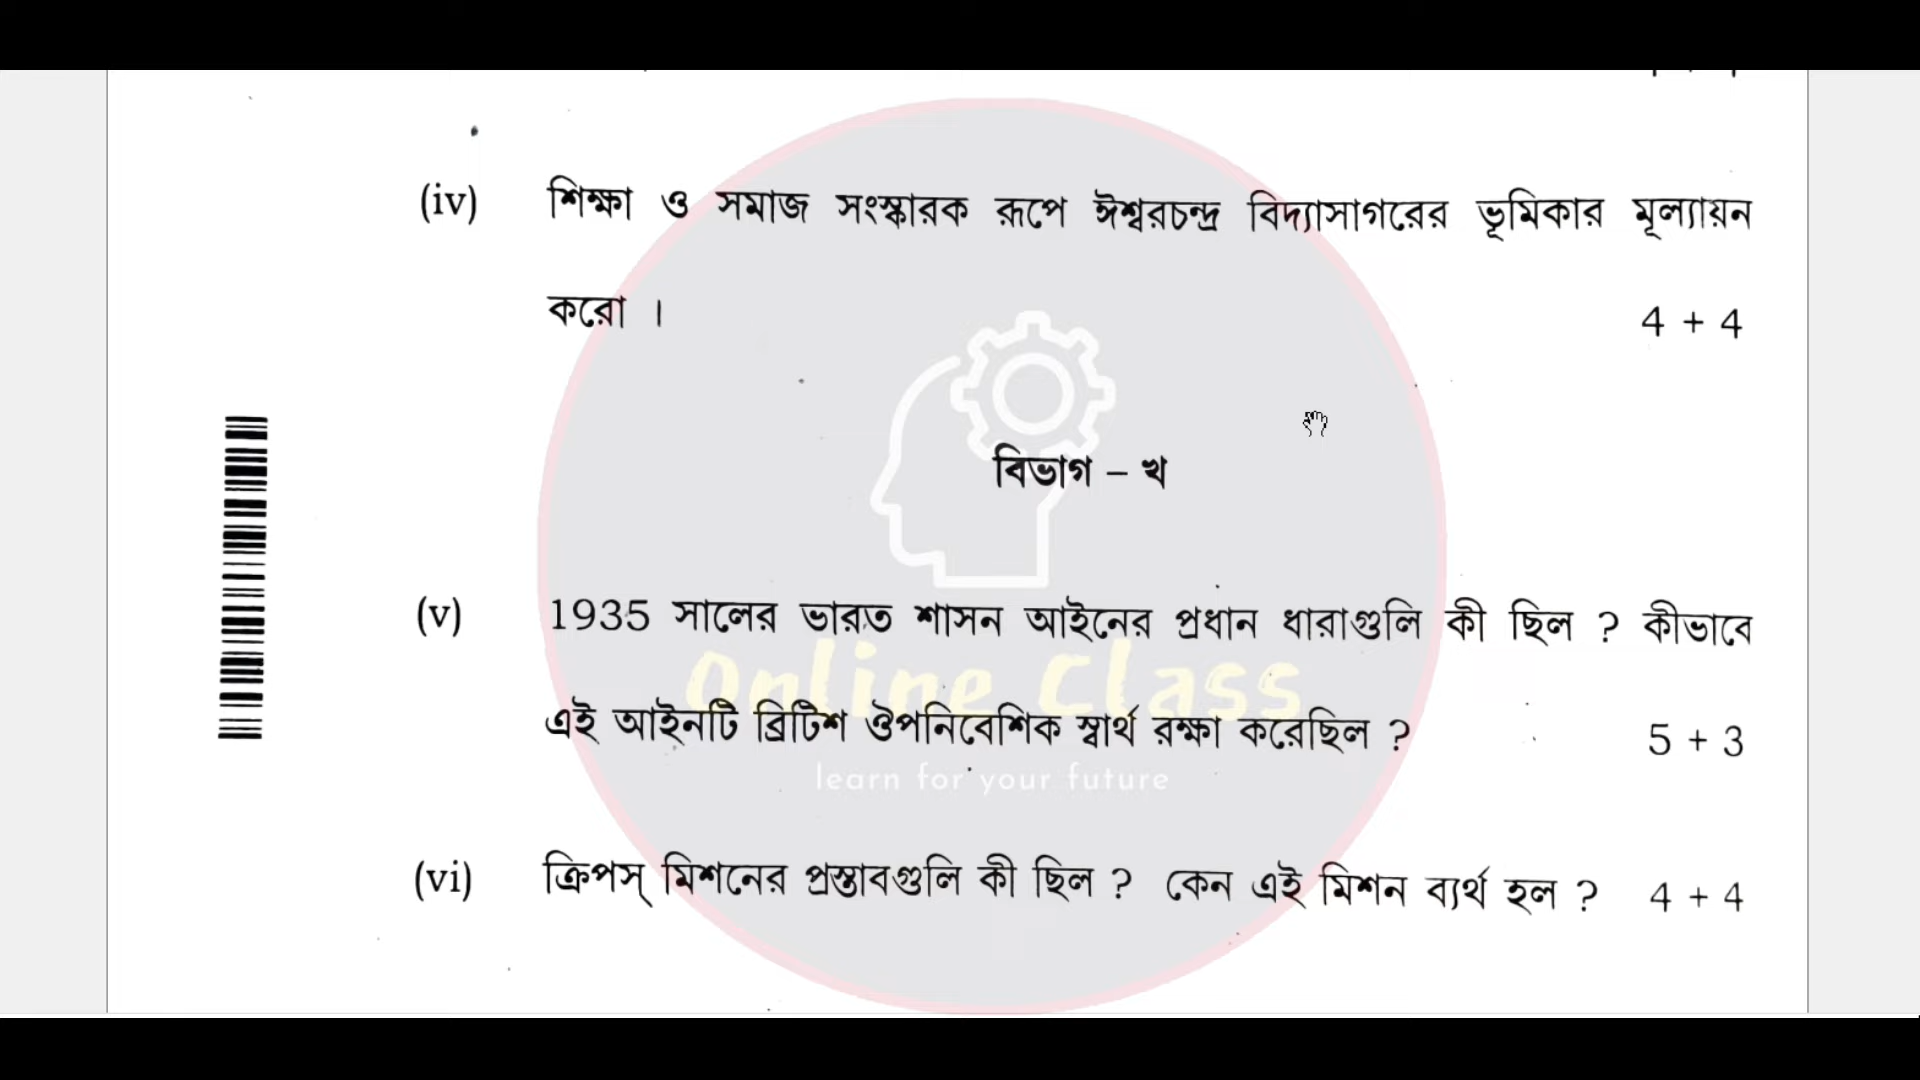 (iv) শিক্ষা ও সমাজ সংস্কারক রূপে ঈশ্বরচন্দ্র বিদ্যাসাগরের ভূমিকার মূল্যায়ন
করো । 4 + 4
বিভাগ – খ
(v) 1935 সালের ভারত শাসন আইনের প্রধান ধারাগুলি কী ছিল ? কীভাবে
Online Class
এই আইনটি ব্রিটিশ ঔপনিবেশিক স্বার্থ রক্ষা করেছিল ? 5 + 3
learn for your future
(vi) ক্রিপস্ মিশনের প্রস্তাবগুলি কী ছিল ? কেন এই মিশন ব্যর্থ হল ? 4 + 4